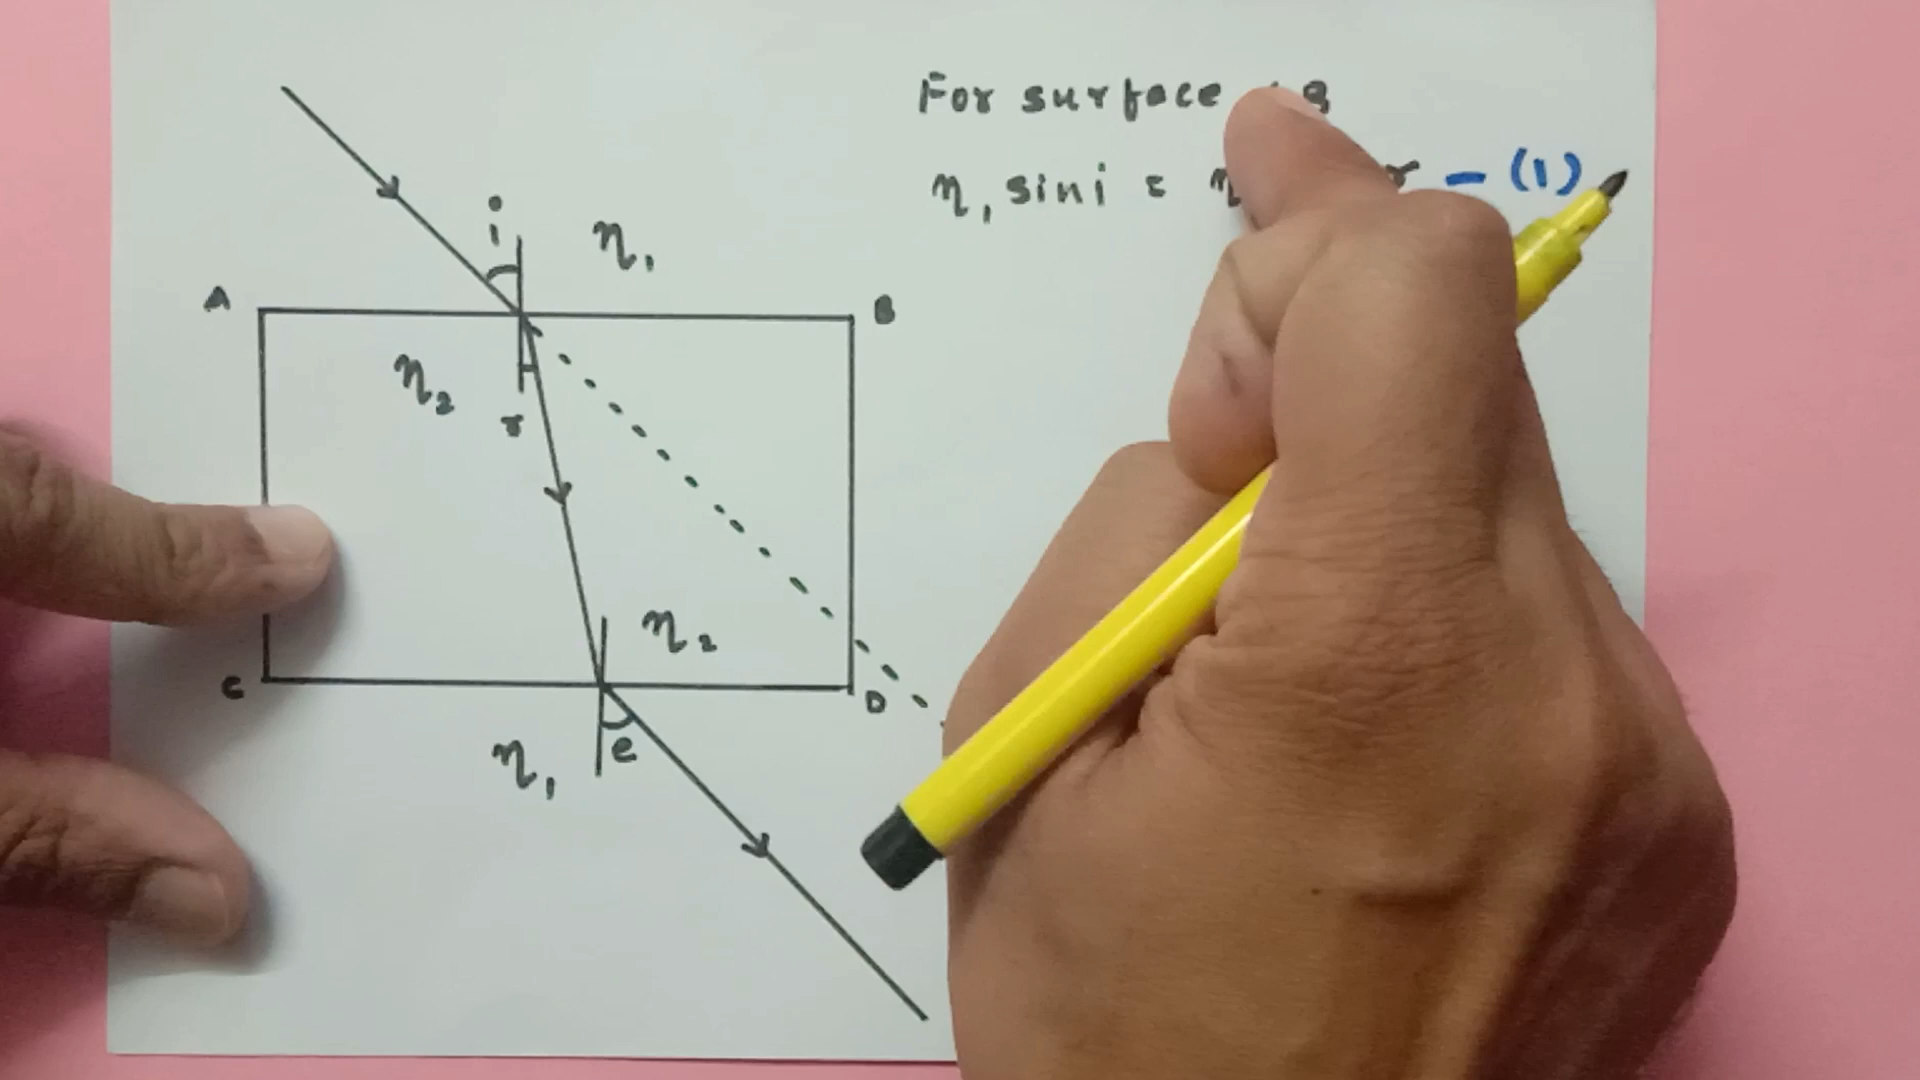 For surface
η₁ sini =
– (1)
i
η₁
A
B
η₂
r
η₂
C
D
η₁
e